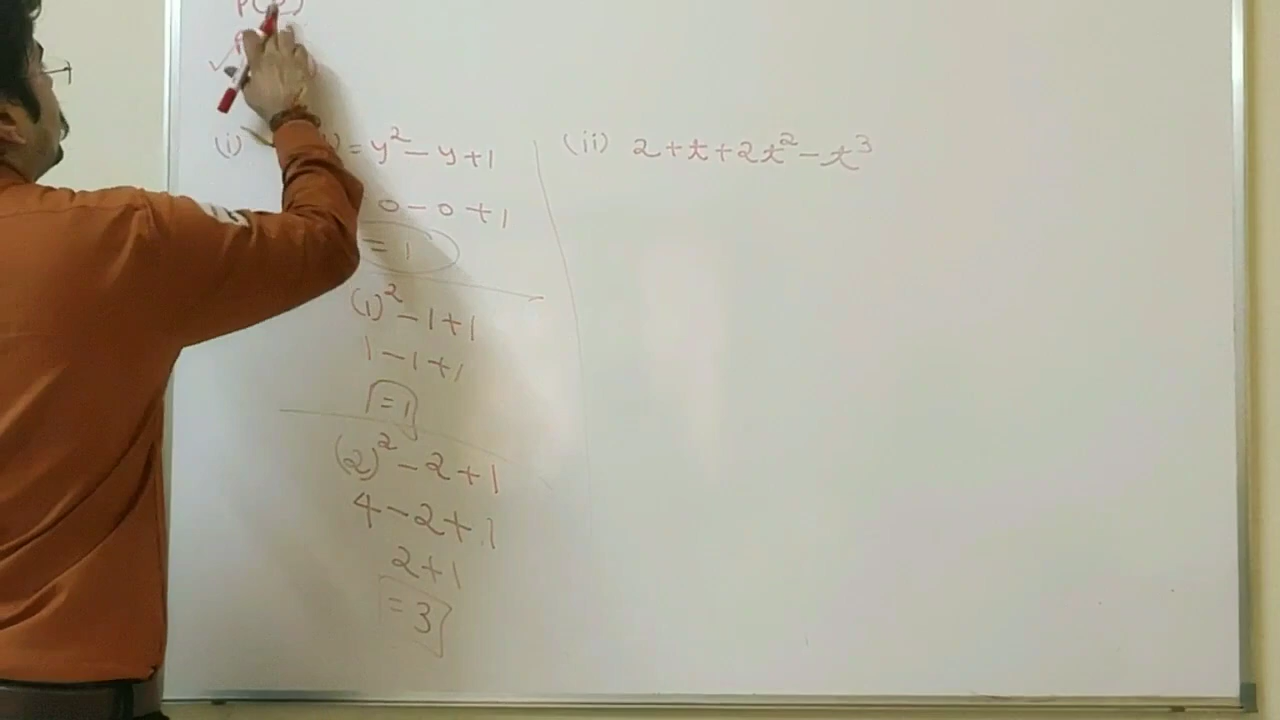 P(
(i) ) = y² - y + 1
0 - 0 + 1
= 1
(1)² - 1 + 1
1 - 1 + 1
= 1
(2)² - 2 + 1
4 - 2 + 1
2 + 1
= 3
(ii) 2 + t + 2t² - t³